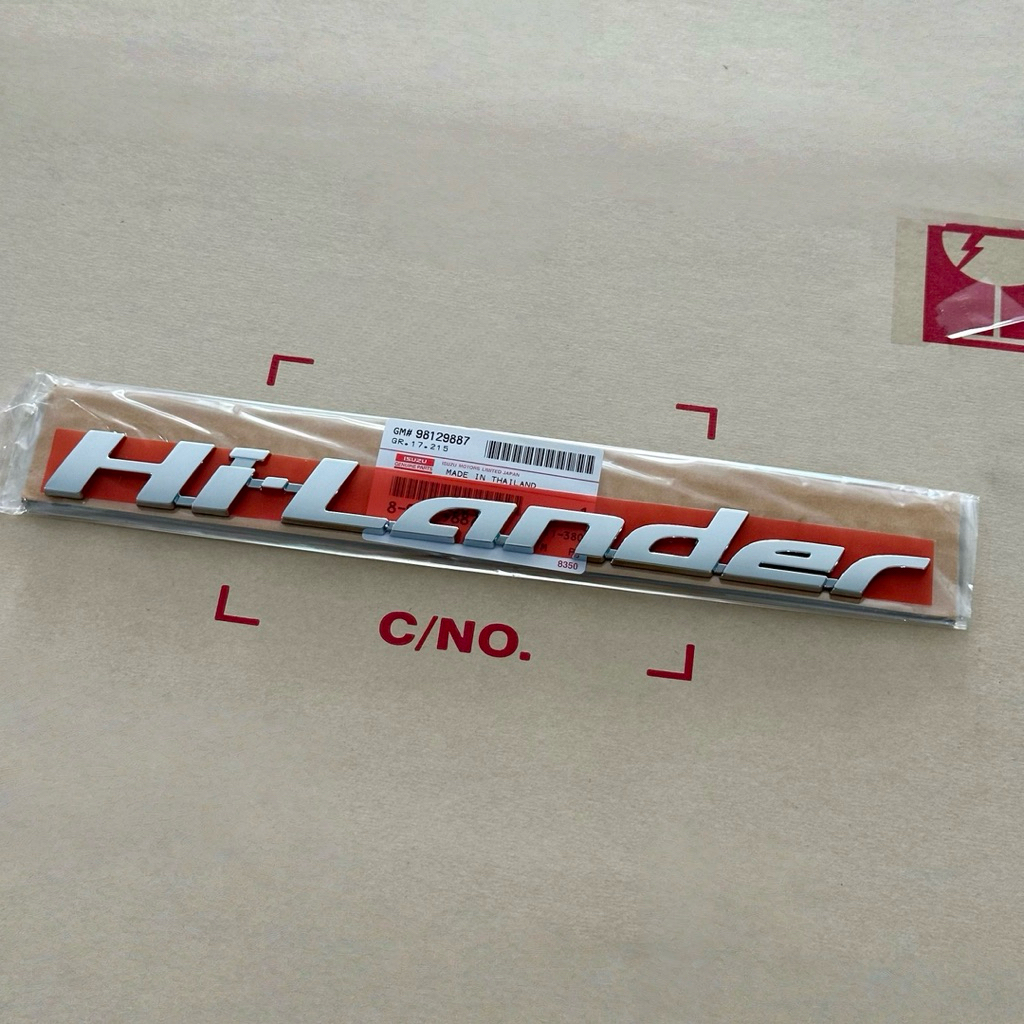 GM# 98129887
GR.17.215
ISUZU
GENUINE PARTS
ISUZU MOTORS LIMITED JAPAN
MADE IN THAILAND
Hi-Lander
8350
C/NO.